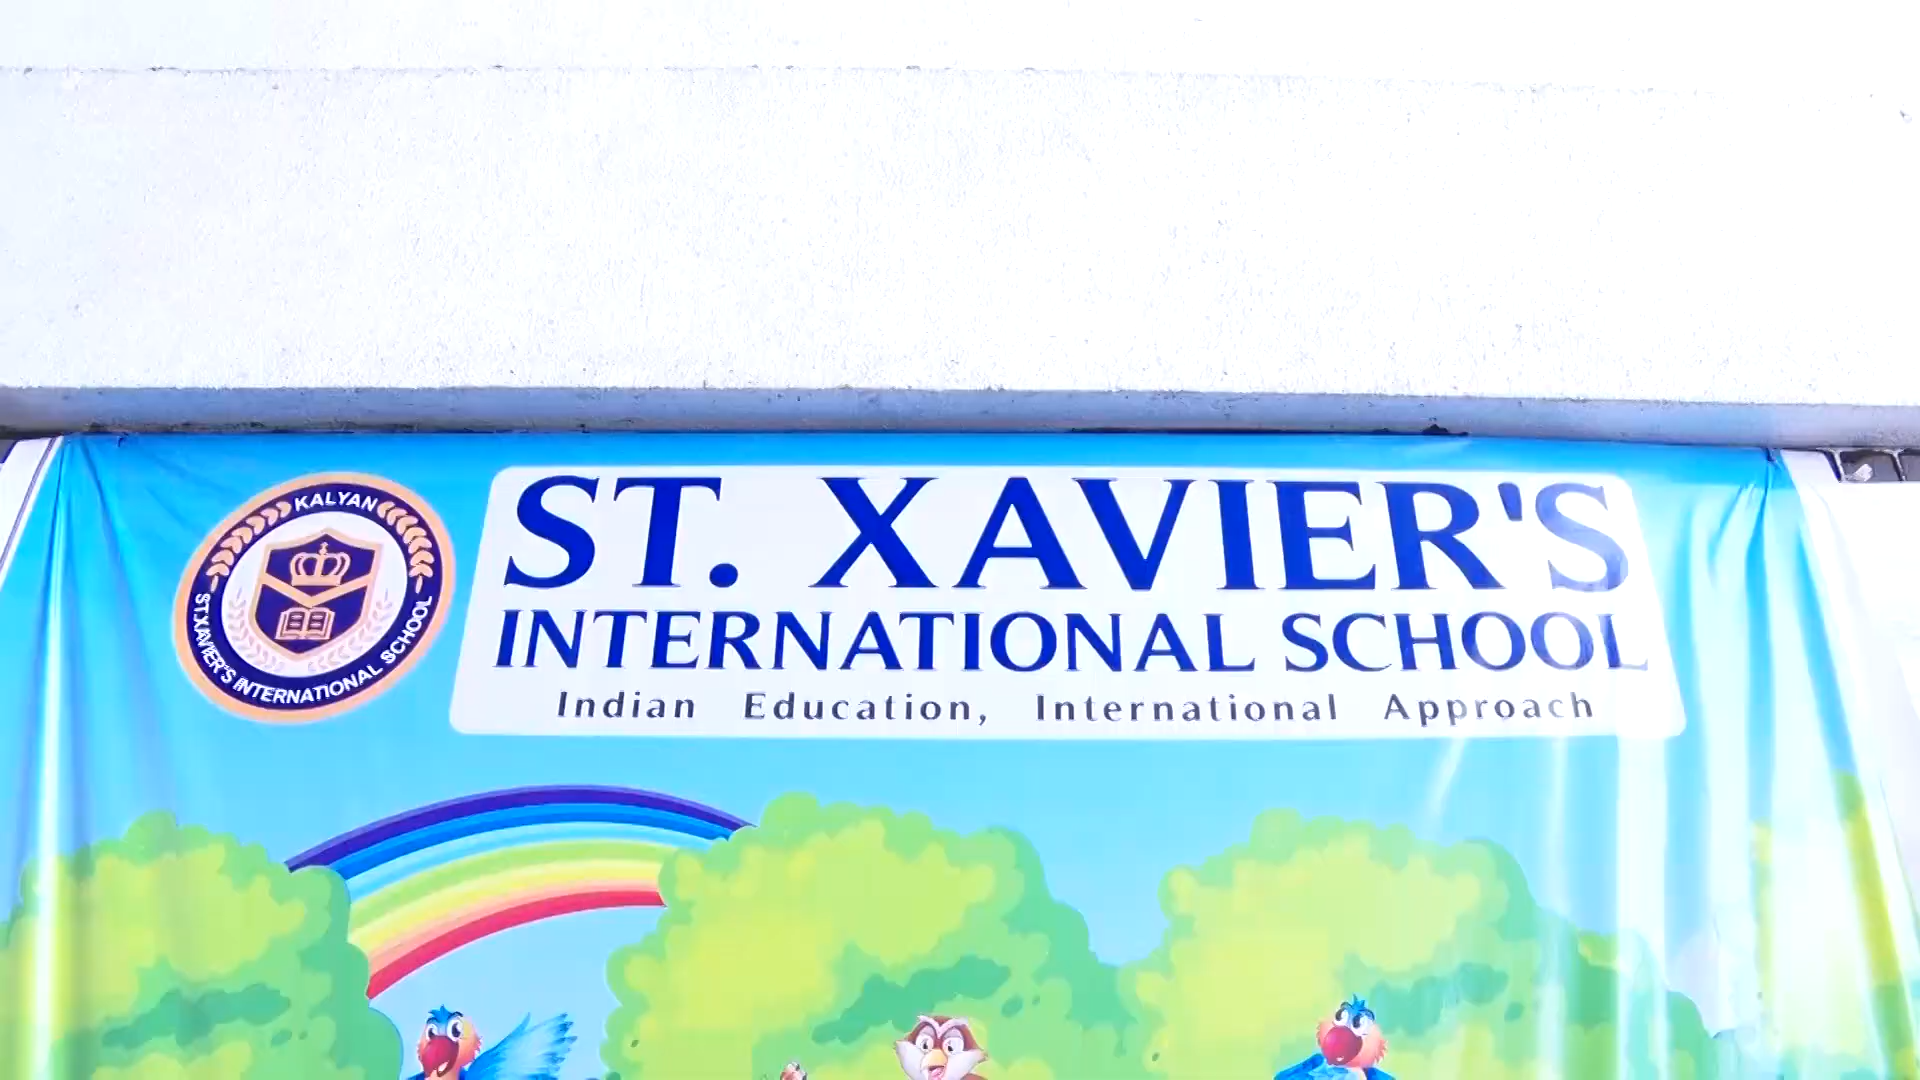 KALYAN
ST.XAVIER'S INTERNATIONAL SCHOOL
ST. XAVIER'S
INTERNATIONAL SCHOOL
Indian Education, International Approach